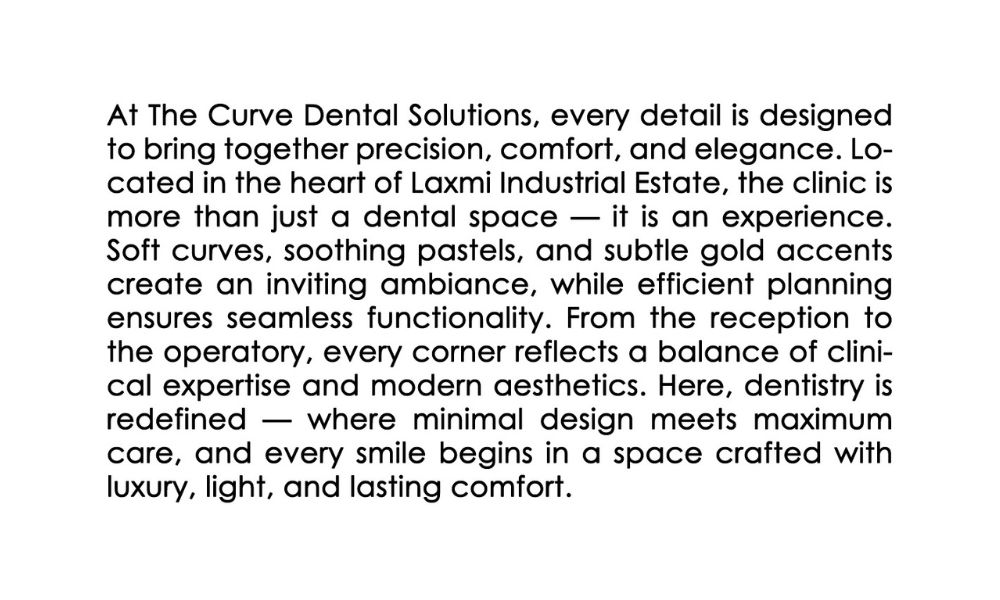 At The Curve Dental Solutions, every detail is designed
to bring together precision, comfort, and elegance. Lo-
cated in the heart of Laxmi Industrial Estate, the clinic is
more than just a dental space — it is an experience.
Soft curves, soothing pastels, and subtle gold accents
create an inviting ambiance, while efficient planning
ensures seamless functionality. From the reception to
the operatory, every corner reflects a balance of clini-
cal expertise and modern aesthetics. Here, dentistry is
redefined — where minimal design meets maximum
care, and every smile begins in a space crafted with
luxury, light, and lasting comfort.